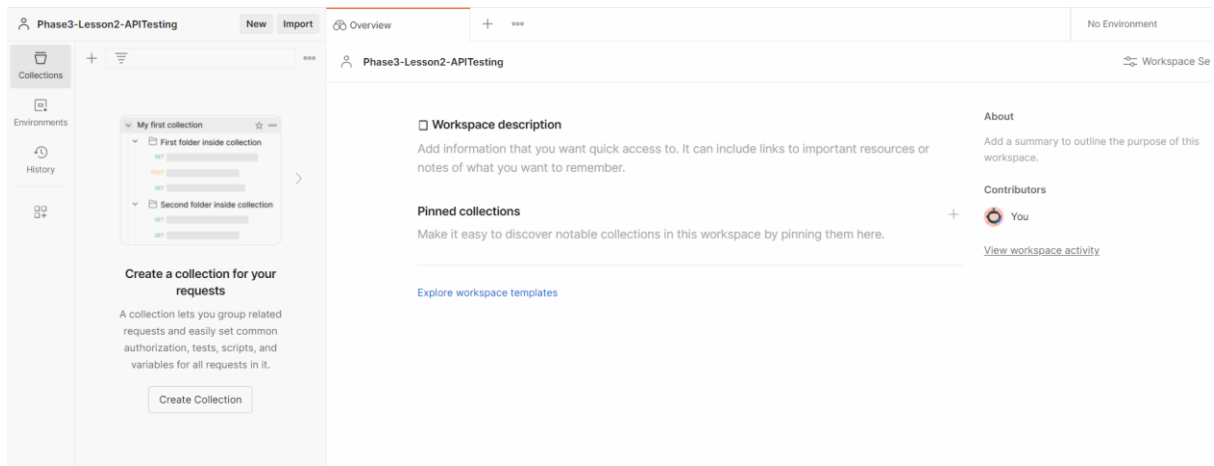 Phase3-Lesson2-APITesting
New
Import
Overview
No Environment
Collections
Environments
History
My first collection
First folder inside collection
GET
POST
GET
Second folder inside collection
GET
GET
Create a collection for your
requests
A collection lets you group related
requests and easily set common
authorization, tests, scripts, and
variables for all requests in it.
Create Collection
Phase3-Lesson2-APITesting
Workspace Se
Workspace description
Add information that you want quick access to. It can include links to important resources or
notes of what you want to remember.
Pinned collections
Make it easy to discover notable collections in this workspace by pinning them here.
Explore workspace templates
About
Add a summary to outline the purpose of this
workspace.
Contributors
You
View workspace activity